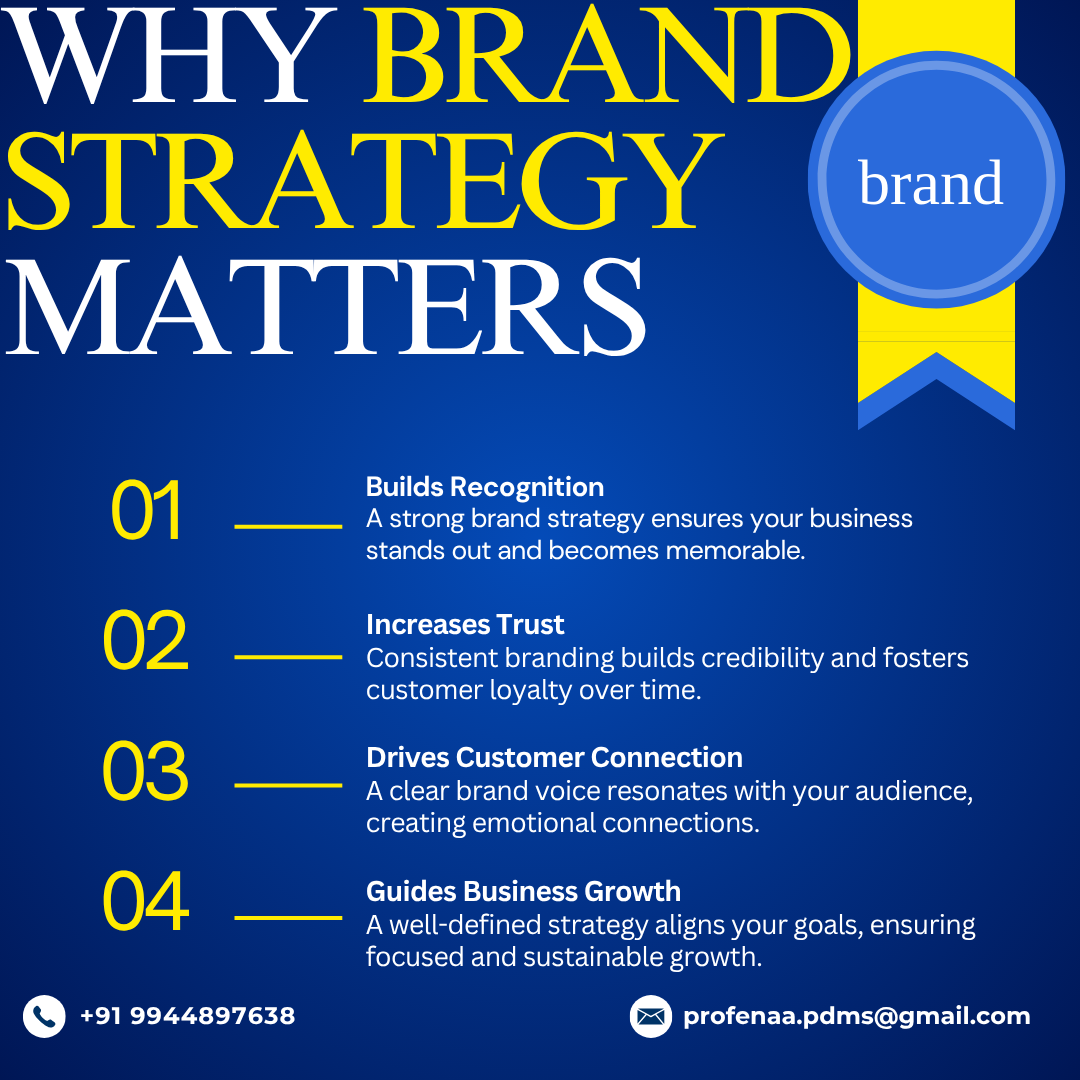 WHY BRAND
STRATEGY
MATTERS
brand
01
Builds Recognition
A strong brand strategy ensures your business
stands out and becomes memorable.
02
Increases Trust
Consistent branding builds credibility and fosters
customer loyalty over time.
03
Drives Customer Connection
A clear brand voice resonates with your audience,
creating emotional connections.
04
Guides Business Growth
A well-defined strategy aligns your goals, ensuring
focused and sustainable growth.
+91 9944897638
profenaa.pdms@gmail.com